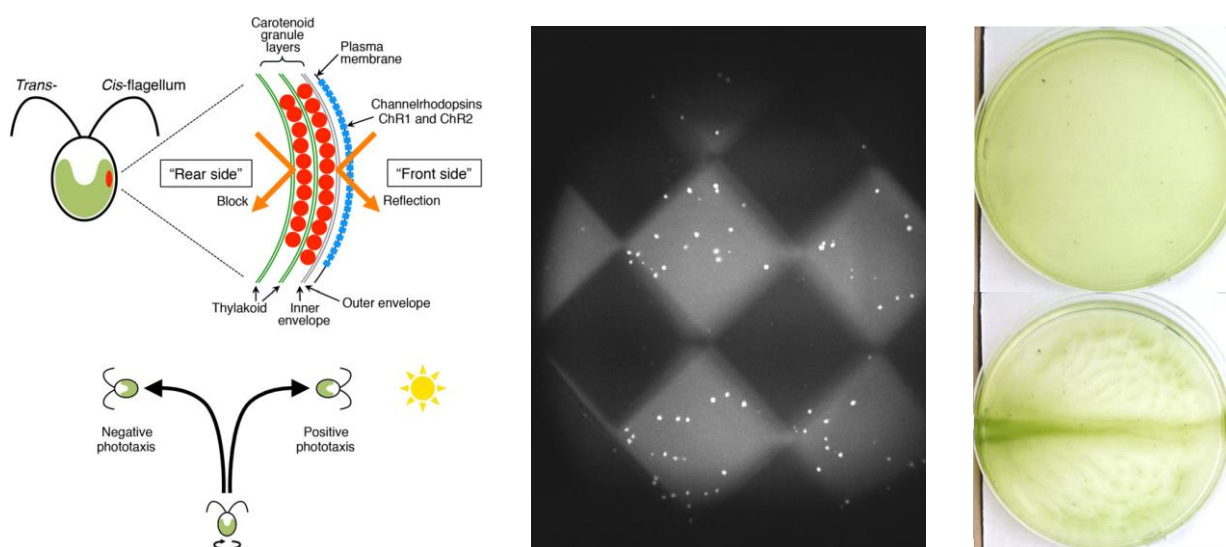 Carotenoid
granule
layers
Plasma
membrane
Trans-
Cis-flagellum
Channelrhodopsins
ChR1 and ChR2
“Rear side”
“Front side”
Block
Reflection
Thylakoid
Inner
envelope
Outer envelope
Negative
phototaxis
Positive
phototaxis